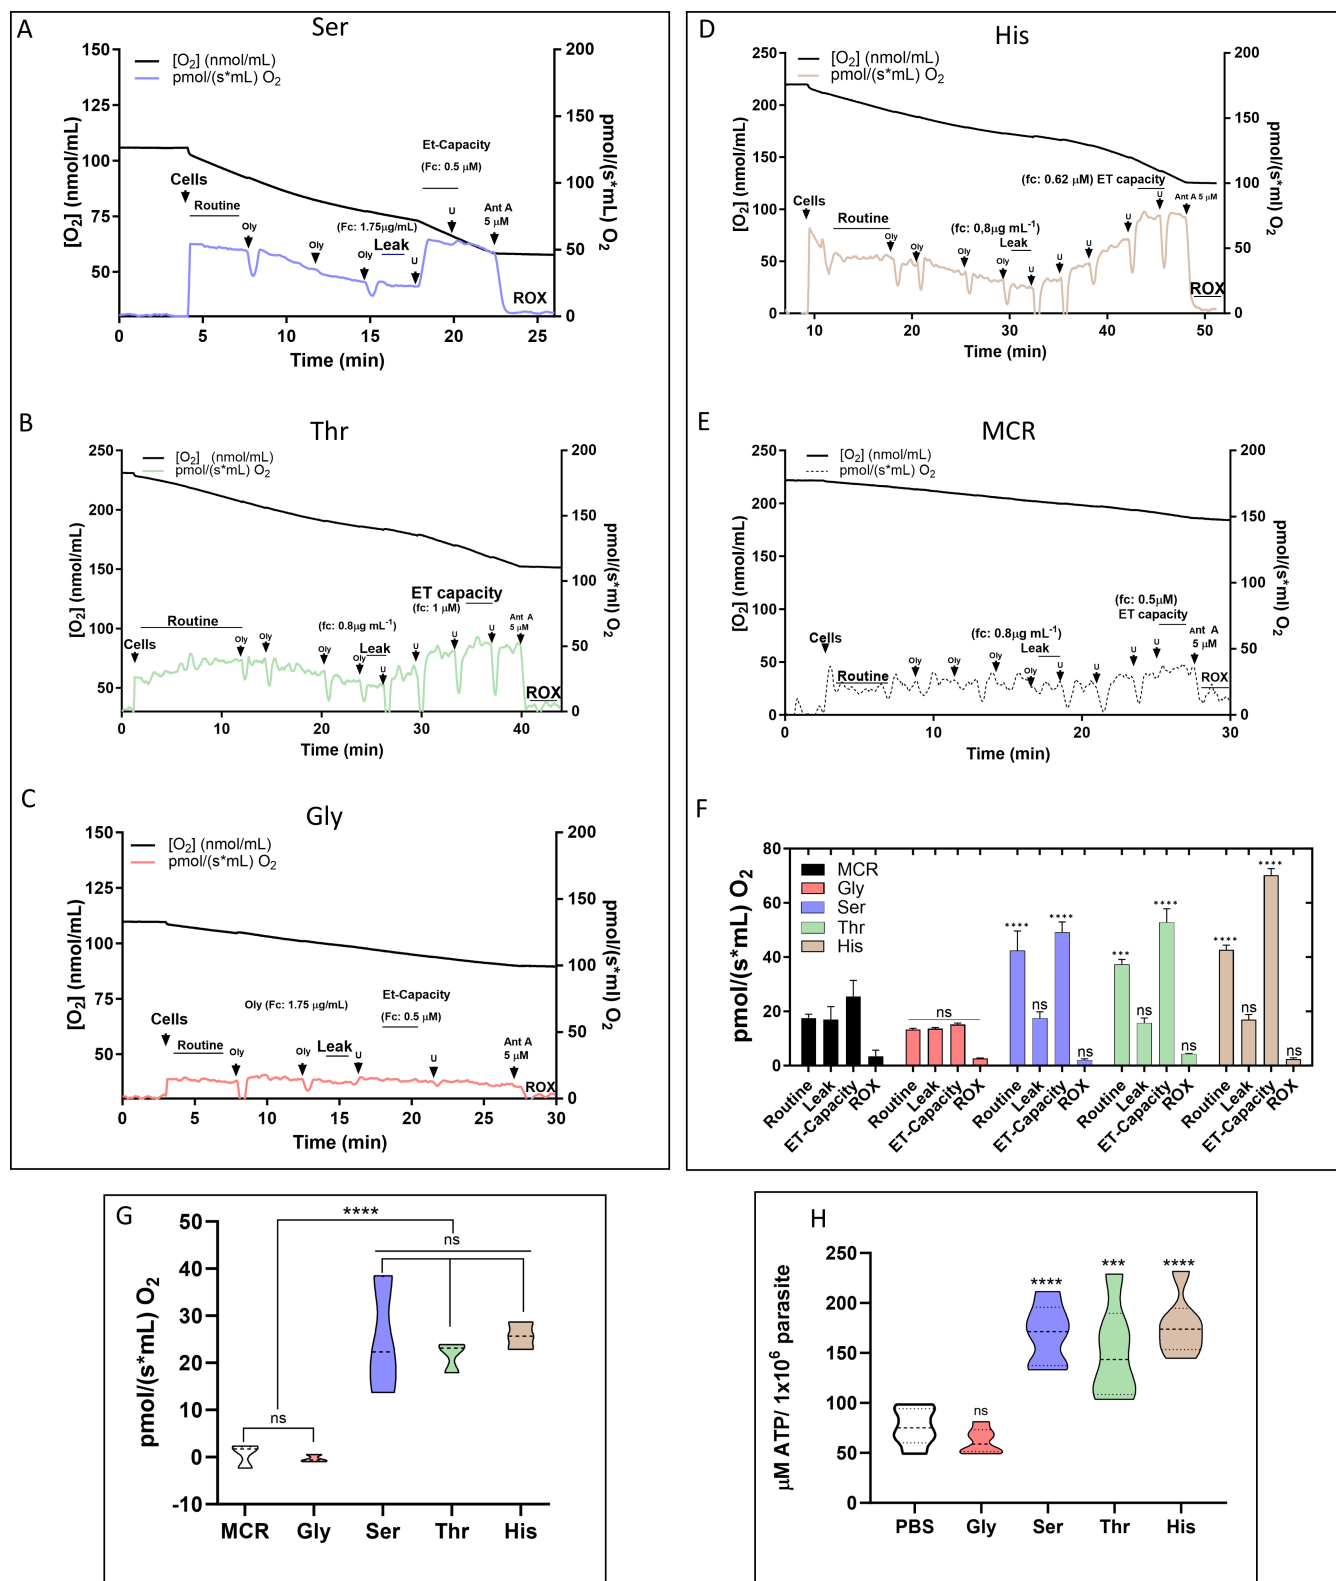 A
Ser
[O₂] (nmol/mL)
pmol/(s*mL) O₂
150
125
100
75
50
200
150
100
50
0
[O₂] (nmol/mL)
pmol/(s*mL) O₂
Et-Capacity
(Fc: 0.5 µM)
Cells
Routine
Oly
Oly
(Fc: 1.75µg/mL)
Leak
Oly
U
U
Ant A
5 µM
ROX
0 5 10 15 20 25
Time (min)
B
Thr
[O₂] (nmol/mL)
pmol/(s*mL) O₂
250
200
150
100
50
200
150
100
50
0
[O₂] (nmol/mL)
pmol/(s*ml) O₂
ET capacity
(fc: 1 µM)
Routine
(fc: 0.8µg mL⁻¹)
Cells
Oly
Oly
Oly
Oly
Leak
U
U
U
U
Ant A
5 µM
ROX
0 10 20 30 40
Time (min)
C
Gly
[O₂] (nmol/mL)
pmol/(s*mL) O₂
150
125
100
75
50
200
150
100
50
0
[O₂] (nmol/mL)
pmol/(s*ml) O₂
Oly (Fc: 1.75 µg/mL)
Et-Capacity
(Fc: 0.5 µM)
Cells
Routine
Oly
Oly
Leak
U
U
Ant A
5 µM
ROX
0 5 10 15 20 25 30
Time (min)
D
His
[O₂] (nmol/mL)
pmol/(s*mL) O₂
250
200
150
100
50
0
200
150
100
50
0
[O₂] (nmol/mL)
pmol/(s*ml) O₂
(fc: 0.62 µM) ET capacity
Cells
Routine
(fc: 0,8µg mL⁻¹)
Leak
Oly
Oly
Oly
Oly
U
U
U
U
U
Ant A 5 µM
ROX
10 20 30 40 50
Time (min)
E
MCR
[O₂] (nmol/mL)
pmol/(s*mL) O₂
250
200
150
100
50
0
200
150
100
50
0
[O₂] (nmol/mL)
pmol/(s*ml) O₂
(fc: 0.5µM)
ET capacity
Cells
Routine
(fc: 0.8µg mL⁻¹)
Leak
Oly
Oly
Oly
Oly
U
U
U
U
Ant A
5 µM
ROX
0 10 20 30
Time (min)
F
pmol/(s*mL) O₂
80
60
40
20
0
MCR
Gly
Ser
Thr
His
ns
****
ns
****
ns
***
ns
****
ns
****
ns
****
ns
Routine Leak ET-Capacity ROX
Routine Leak ET-Capacity ROX
Routine Leak ET-Capacity ROX
Routine Leak ET-Capacity ROX
Routine Leak ET-Capacity ROX
G
pmol/(s*mL) O₂
50
40
30
20
10
0
-10
****
ns
ns
MCR Gly Ser Thr His
H
µM ATP/ 1x10⁶ parasite
250
200
150
100
50
0
ns
****
***
****
PBS Gly Ser Thr His